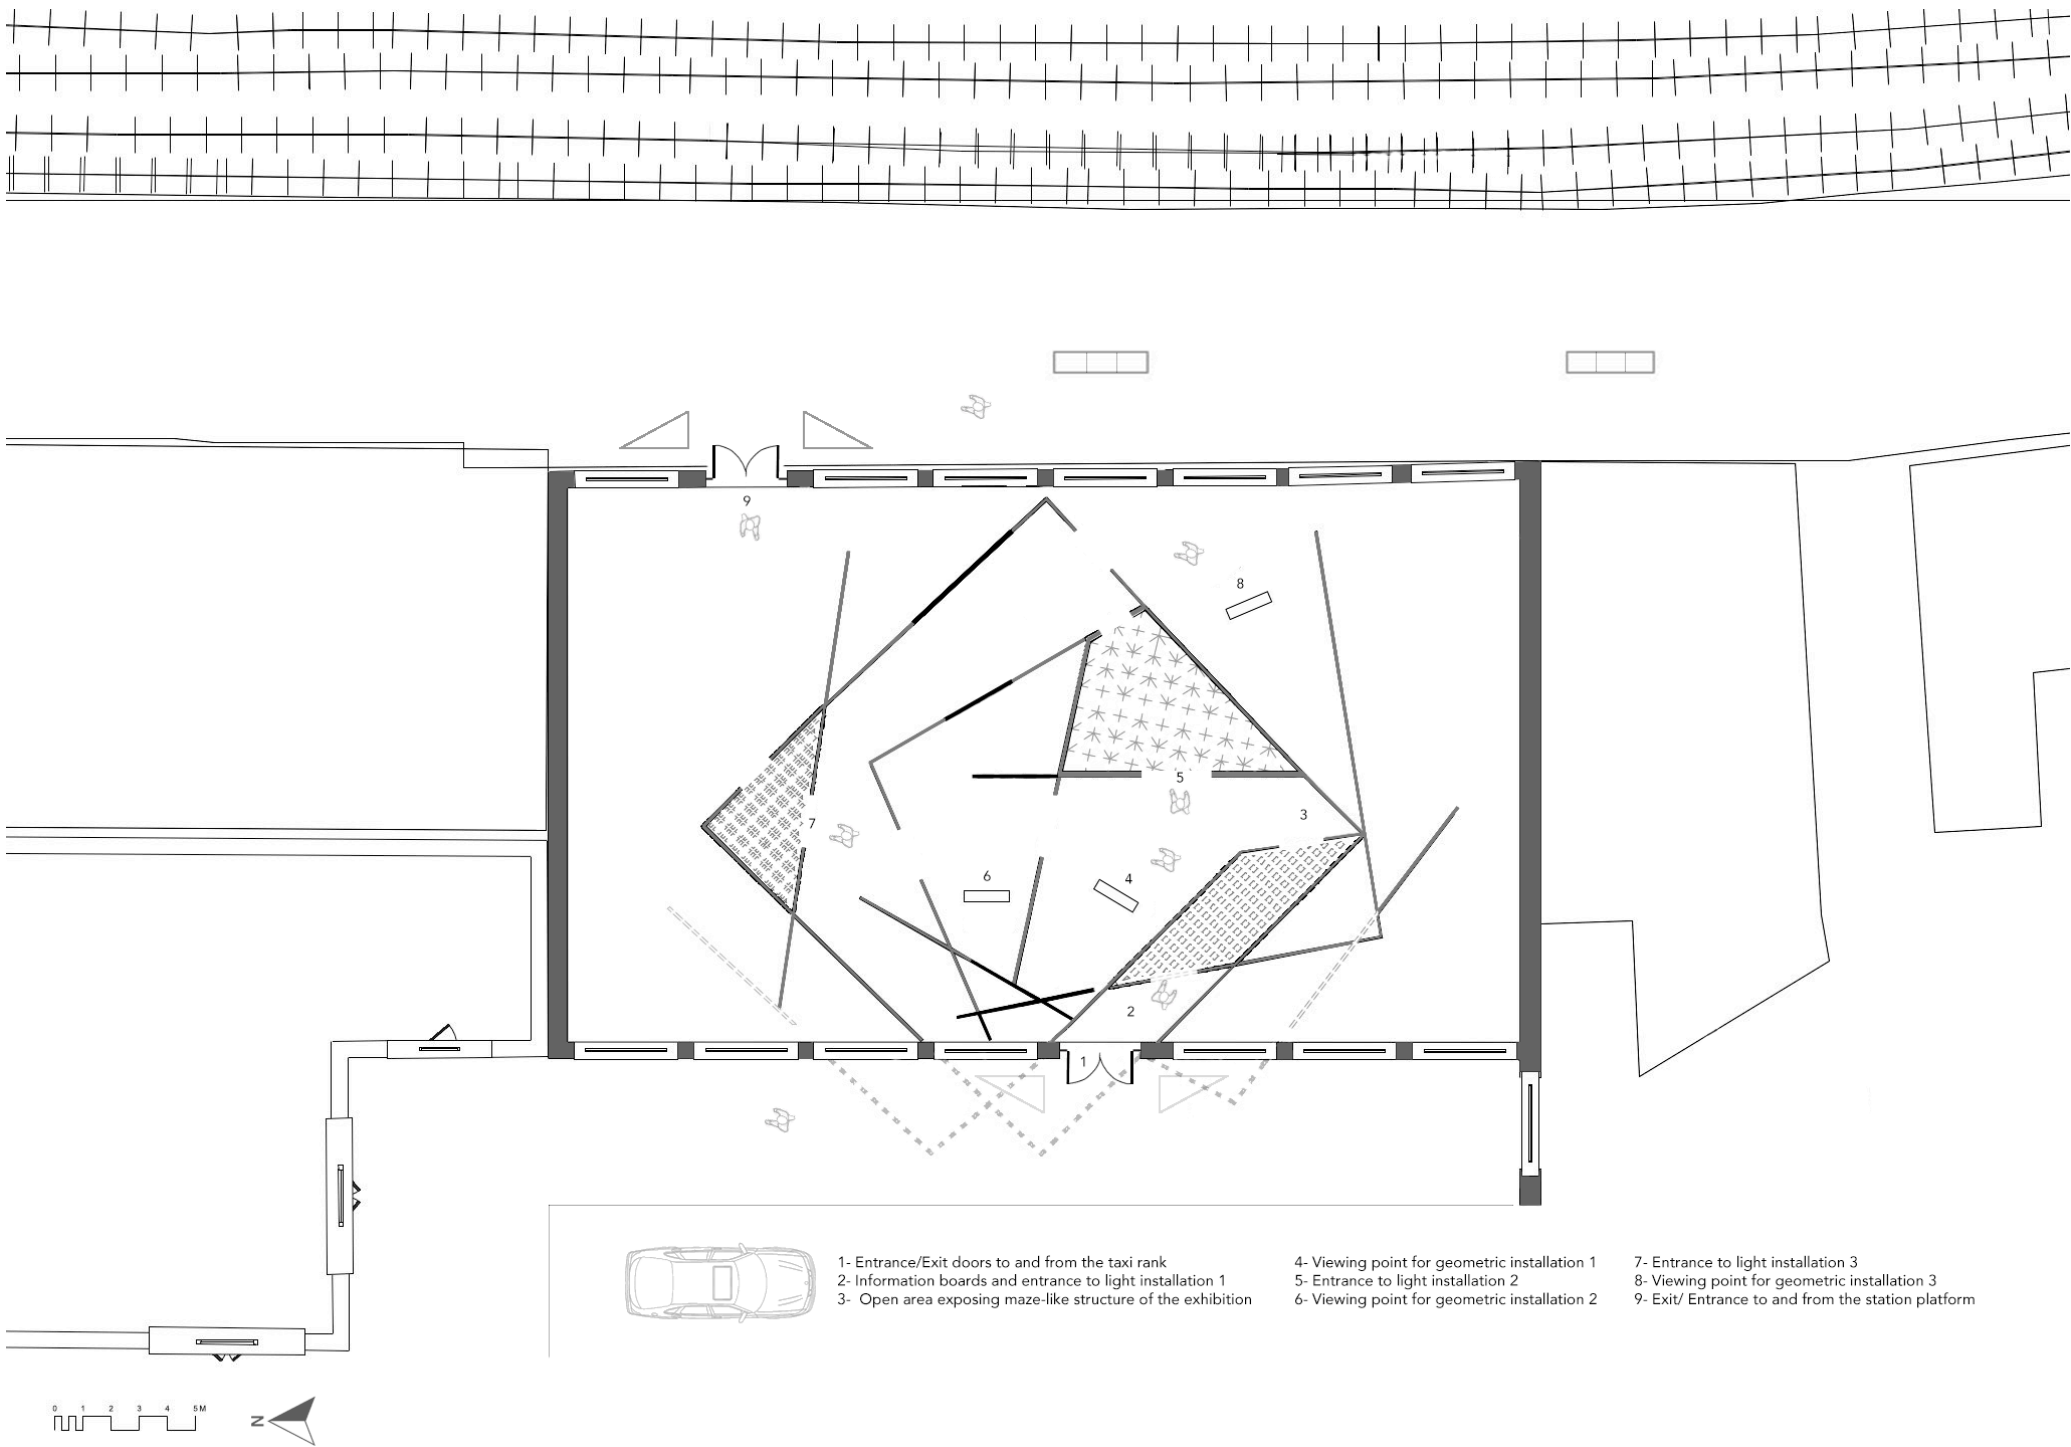 9
8
5
3
7
6
4
2
1
1- Entrance/Exit doors to and from the taxi rank
2- Information boards and entrance to light installation 1
3- Open area exposing maze-like structure of the exhibition
4- Viewing point for geometric installation 1
5- Entrance to light installation 2
6- Viewing point for geometric installation 2
7- Entrance to light installation 3
8- Viewing point for geometric installation 3
9- Exit/ Entrance to and from the station platform
0 1 2 3 4 5 M
N